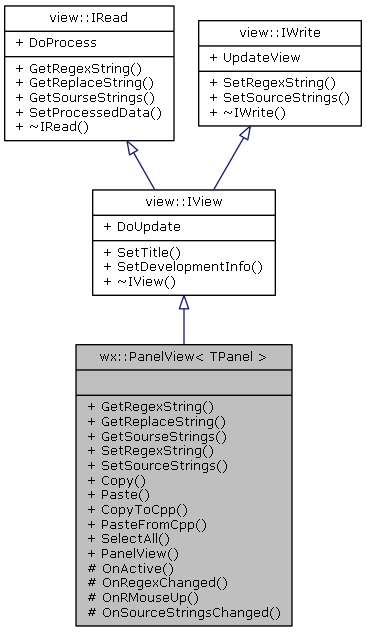 view::IRead
+ DoProcess
+ GetRegexString()
+ GetReplaceString()
+ GetSourseStrings()
+ SetProcessedData()
+ ~IRead()
view::IWrite
+ UpdateView
+ SetRegexString()
+ SetSourceStrings()
+ ~IWrite()
view::IView
+ DoUpdate
+ SetTitle()
+ SetDevelopmentInfo()
+ ~IView()
wx::PanelView< TPanel >
+ GetRegexString()
+ GetReplaceString()
+ GetSourseStrings()
+ SetRegexString()
+ SetSourceStrings()
+ Copy()
+ Paste()
+ CopyToCpp()
+ PasteFromCpp()
+ SelectAll()
+ PanelView()
# OnActive()
# OnRegexChanged()
# OnRMouseUp()
# OnSourceStringsChanged()